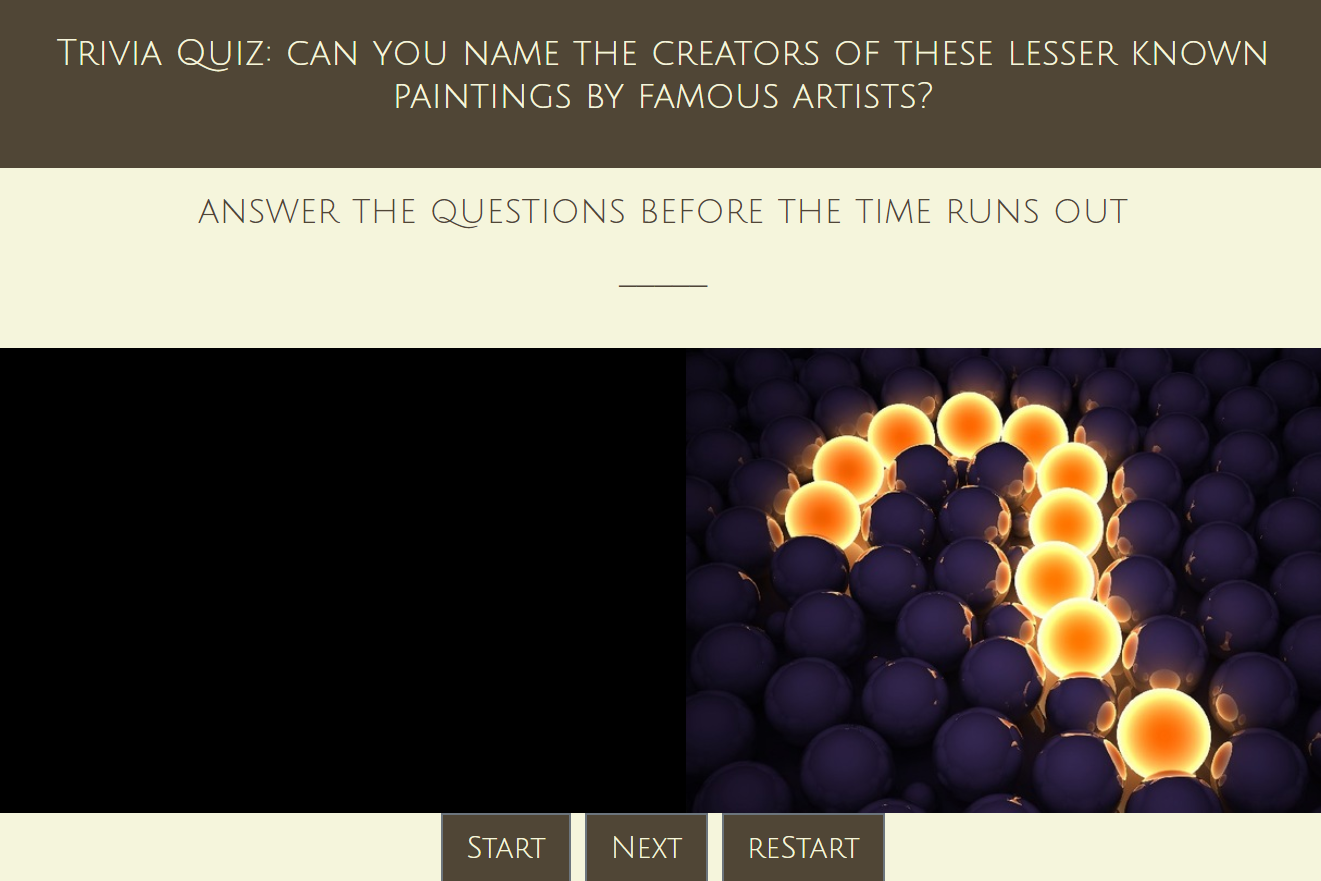 Trivia Quiz: can you name the creators of these lesser known
paintings by famous artists?
answer the questions before the time runs out
Start
Next
reStart